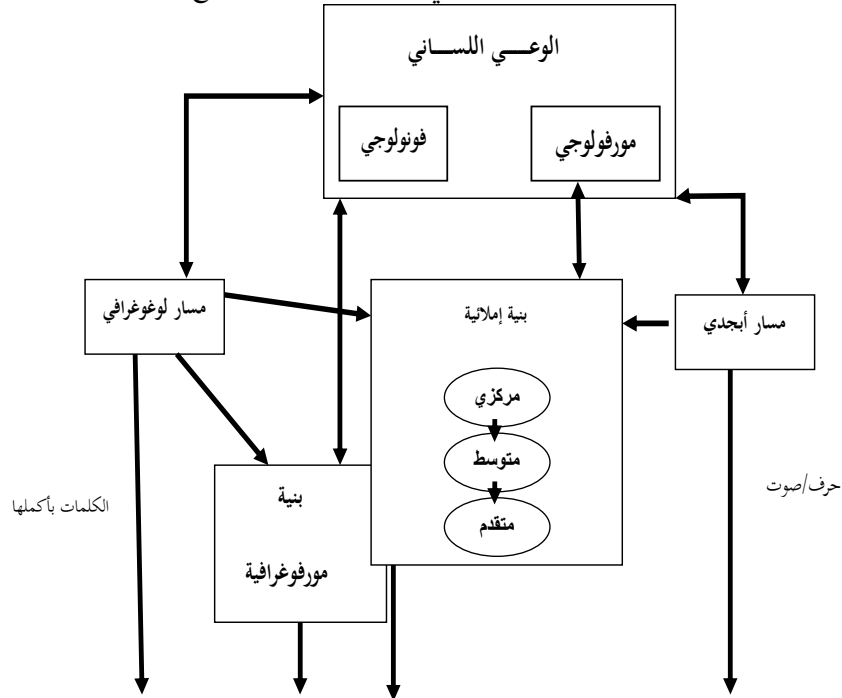 الوعـــي اللســـاني
مورفولوجي
فونولوجي
مسار أبجدي
بنية إملائية
مسار لوغوغرافي
مركزي
متوسط
متقدم
حرف/صوت
بنية
مورفوغرافية
الكلمات بأكملها